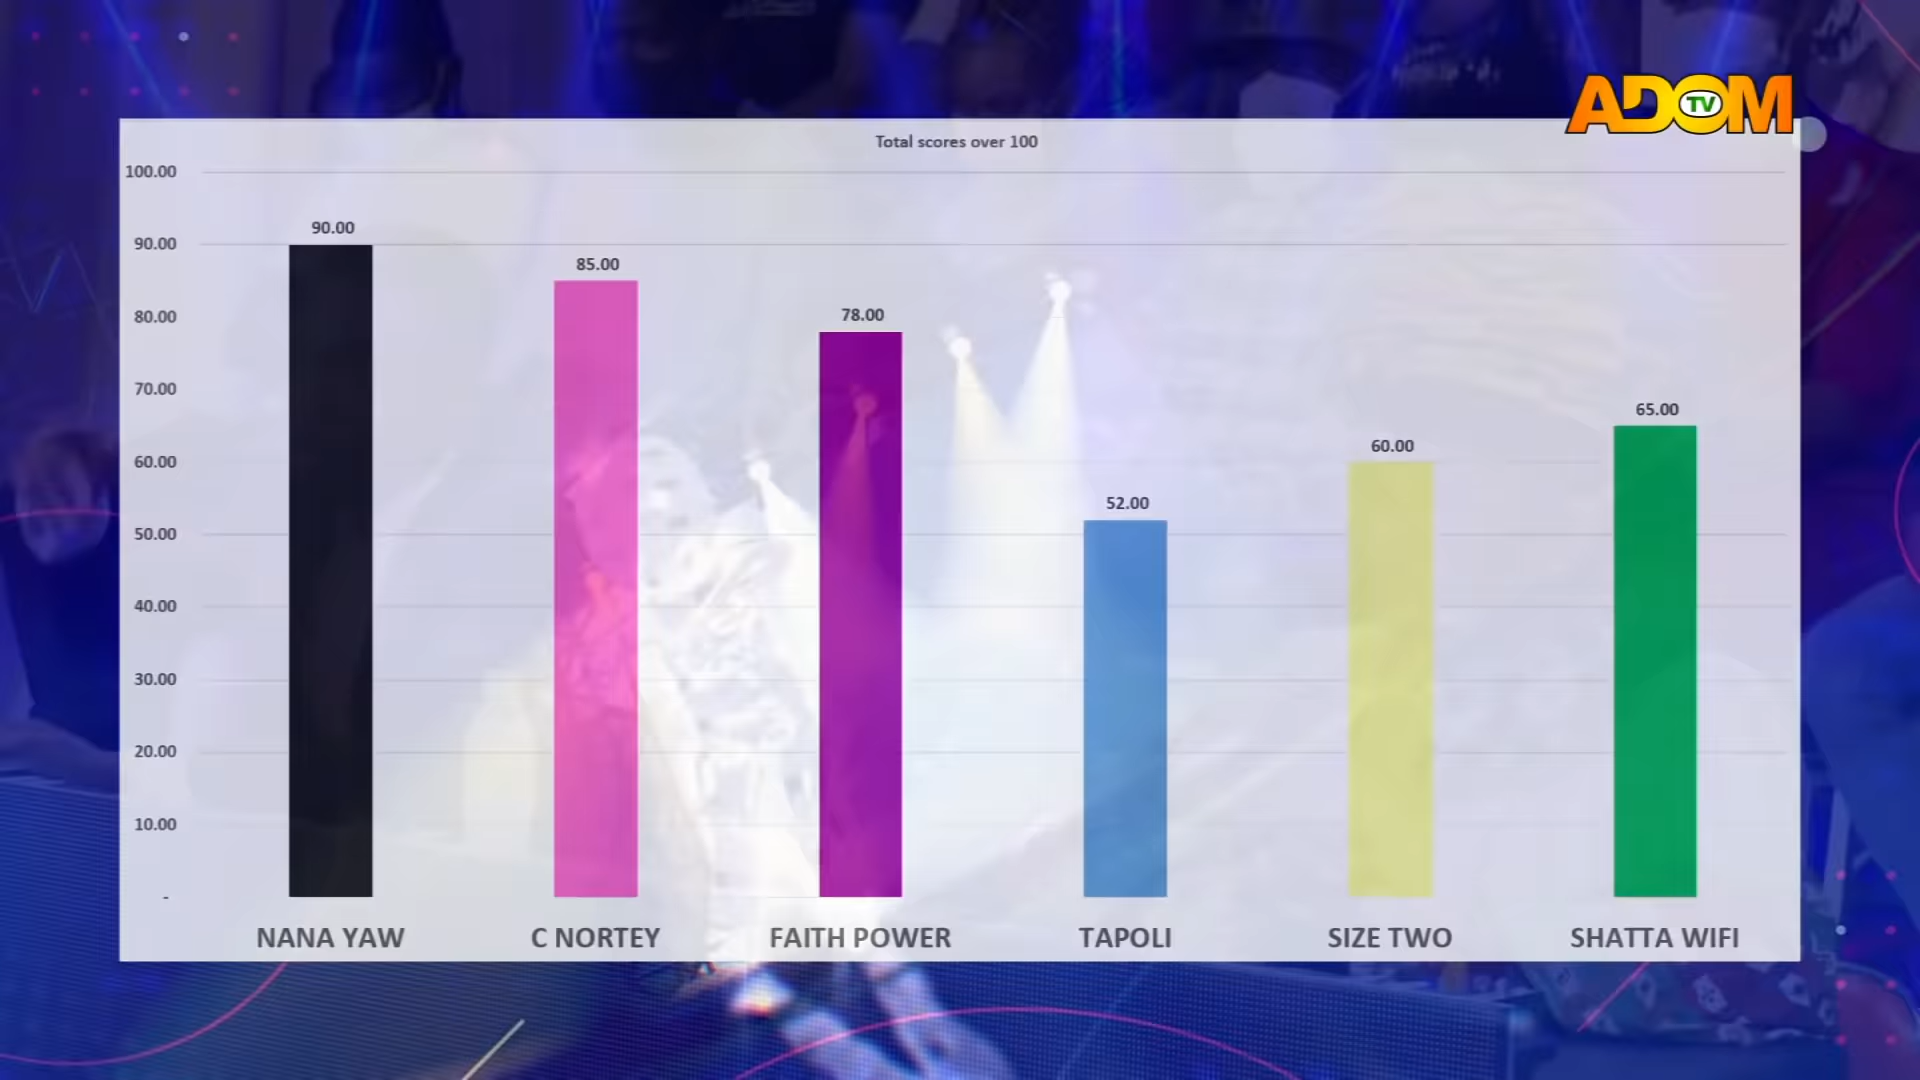 ADOM TV
Total scores over 100
100.00
90.00
80.00
70.00
60.00
50.00
40.00
30.00
20.00
10.00
-
90.00
85.00
78.00
52.00
60.00
65.00
NANA YAW
C NORTEY
FAITH POWER
TAPOLI
SIZE TWO
SHATTA WIFI